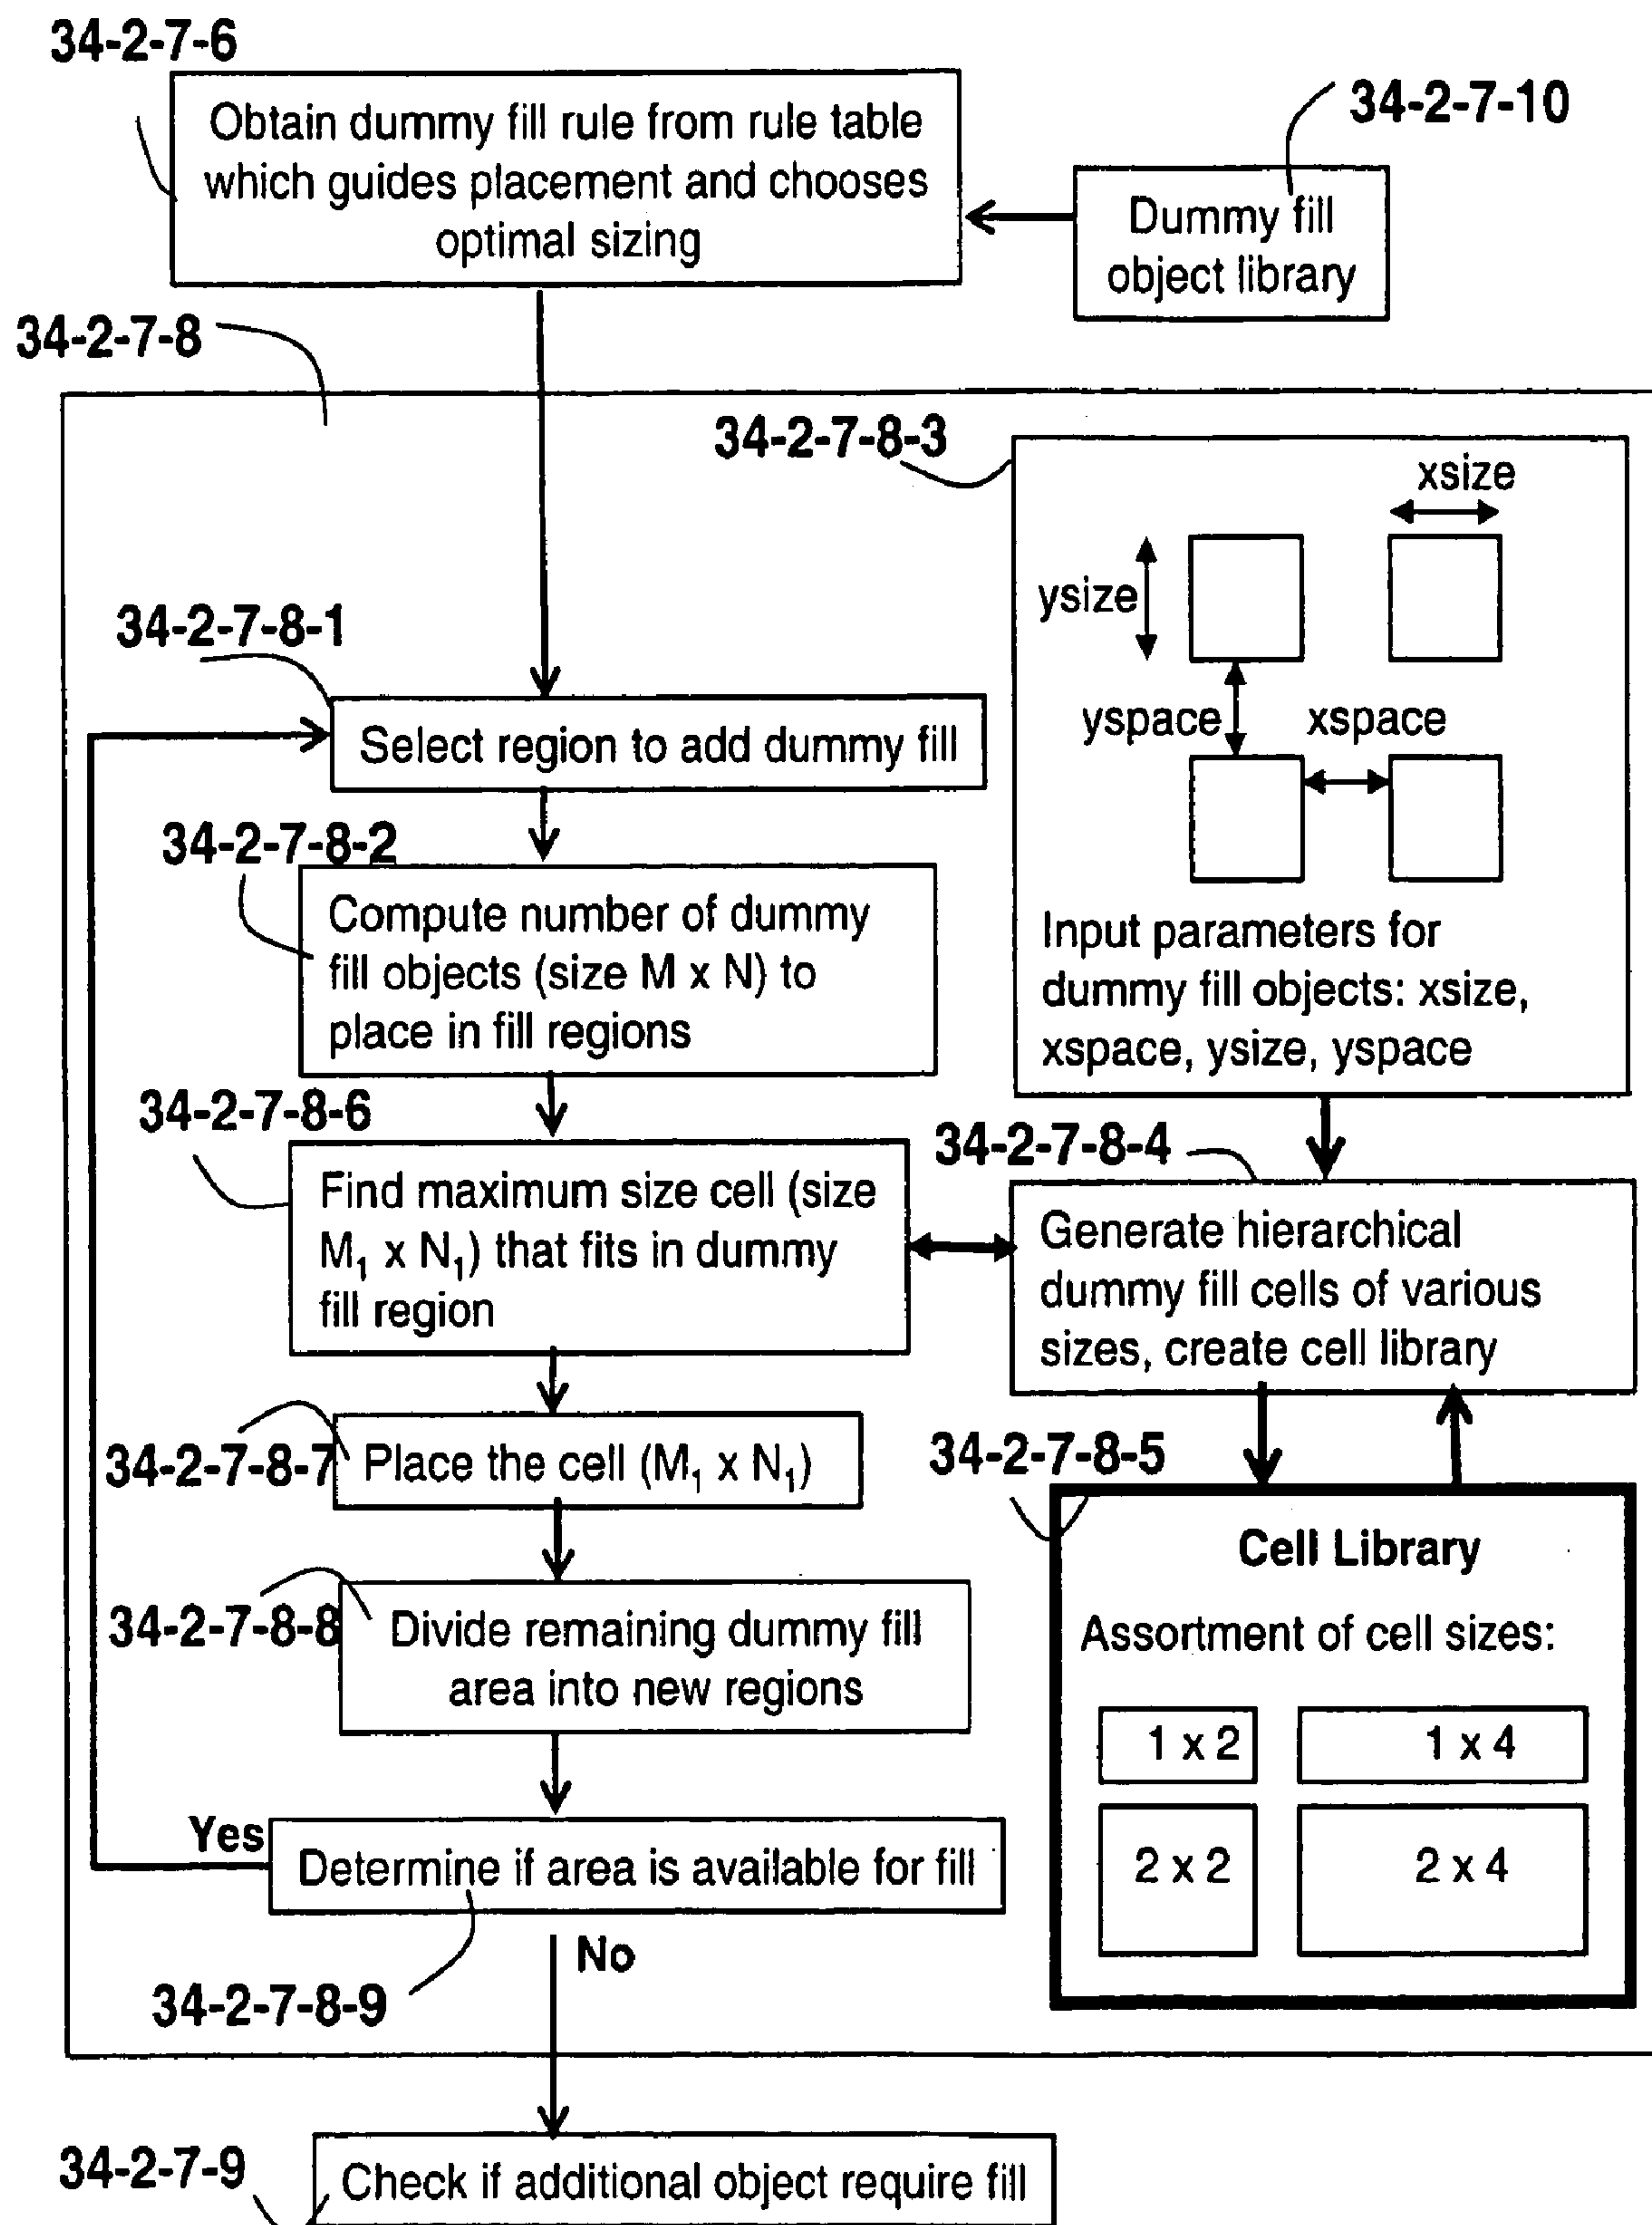 34-2-7-6
Obtain dummy fill rule from rule table
which guides placement and chooses
optimal sizing
34-2-7-10
Dummy fill
object library
34-2-7-8
34-2-7-8-3
xsize
ysize
yspace
xspace
Input parameters for
dummy fill objects: xsize,
xspace, ysize, yspace
34-2-7-8-1
Select region to add dummy fill
34-2-7-8-2
Compute number of dummy
fill objects (size M x N) to
place in fill regions
34-2-7-8-6
Find maximum size cell (size
M₁ x N₁) that fits in dummy
fill region
34-2-7-8-4
Generate hierarchical
dummy fill cells of various
sizes, create cell library
34-2-7-8-7
Place the cell (M₁ x N₁)
34-2-7-8-5
Cell Library
Assortment of cell sizes:
1 x 2
1 x 4
2 x 2
2 x 4
34-2-7-8-8
Divide remaining dummy fill
area into new regions
Yes
Determine if area is available for fill
No
34-2-7-8-9
34-2-7-9
Check if additional object require fill